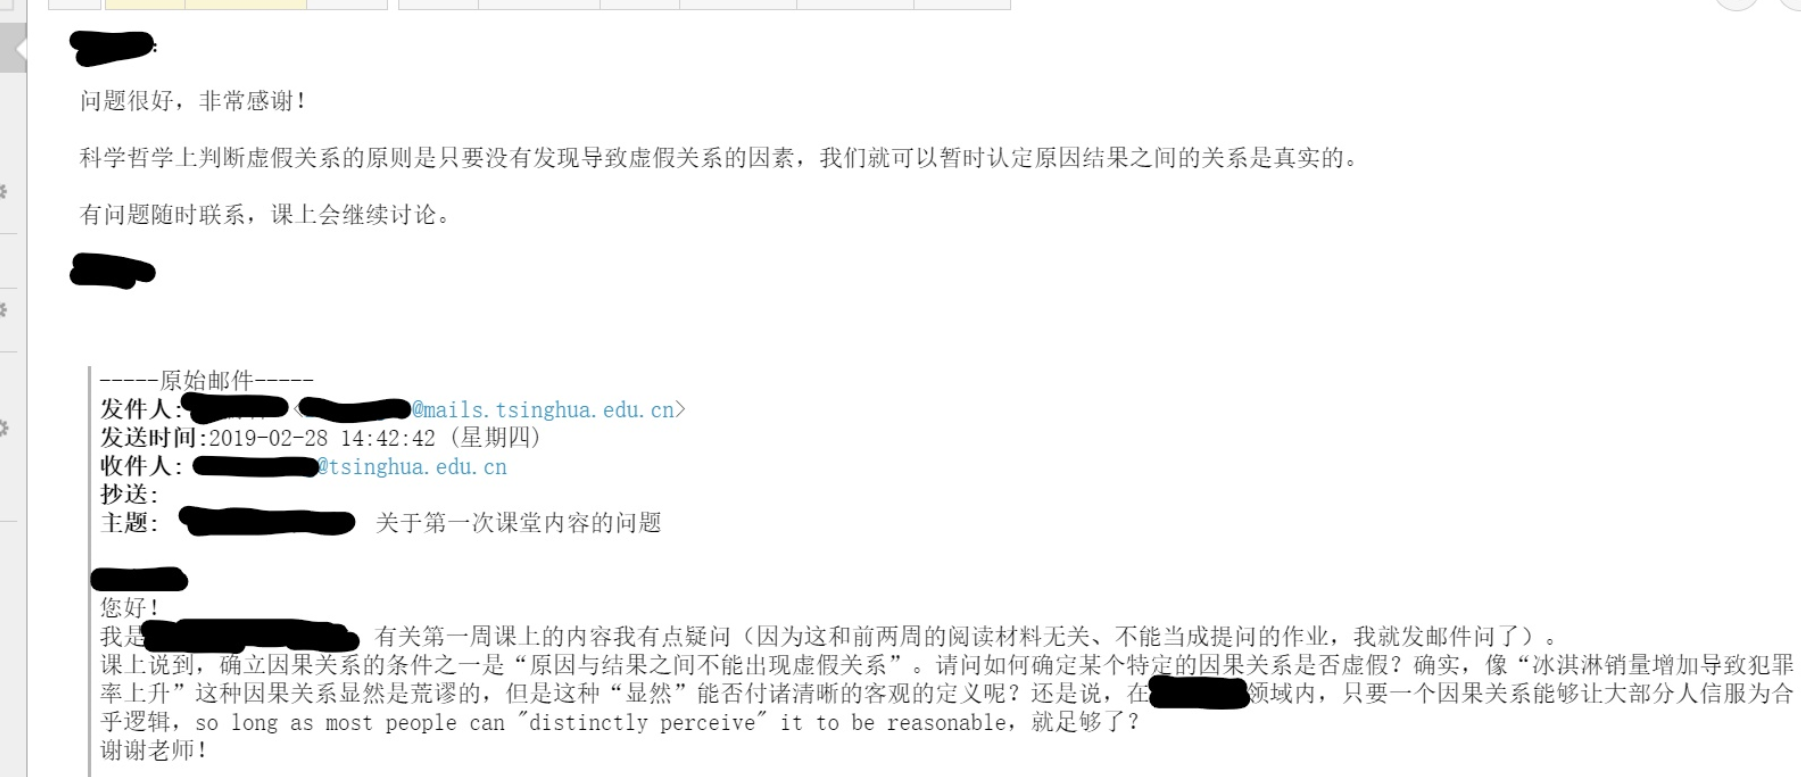 :
问题很好，非常感谢！
科学哲学上判断虚假关系的原则是只要没有发现导致虚假关系的因素，我们就可以暂时认定原因结果之间的关系是真实的。
有问题随时联系，课上会继续讨论。
-----原始邮件-----
发件人: < @mails.tsinghua.edu.cn>
发送时间:2019-02-28 14:42:42 (星期四)
收件人: @tsinghua.edu.cn
抄送:
主题: 关于第一次课堂内容的问题
您好！
我是 有关第一周课上的内容我有点疑问（因为这和前两周的阅读材料无关、不能当成提问的作业，我就发邮件问了）。
课上说到，确立因果关系的条件之一是“原因与结果之间不能出现虚假关系”。请问如何确定某个特定的因果关系是否虚假？确实，像“冰淇淋销量增加导致犯罪
率上升”这种因果关系显然是荒谬的，但是这种“显然”能否付诸清晰的客观的定义呢？还是说，在 领域内，只要一个因果关系能够让大部分人信服为合
乎逻辑，so long as most people can "distinctly perceive" it to be reasonable，就足够了？
谢谢老师！